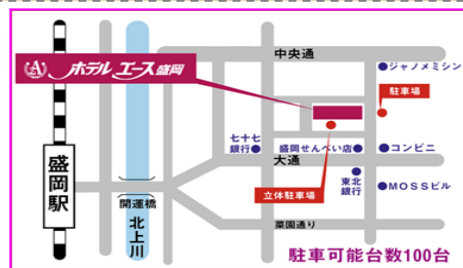 中央通
ホテルエース盛岡
ジャノメミシン
駐車場
七十七
銀行
盛岡せんべい店
コンビニ
大通
盛岡駅
立体駐車場
東北
銀行
MOSSビル
開運橋
北上川
菜園通り
駐車可能台数100台